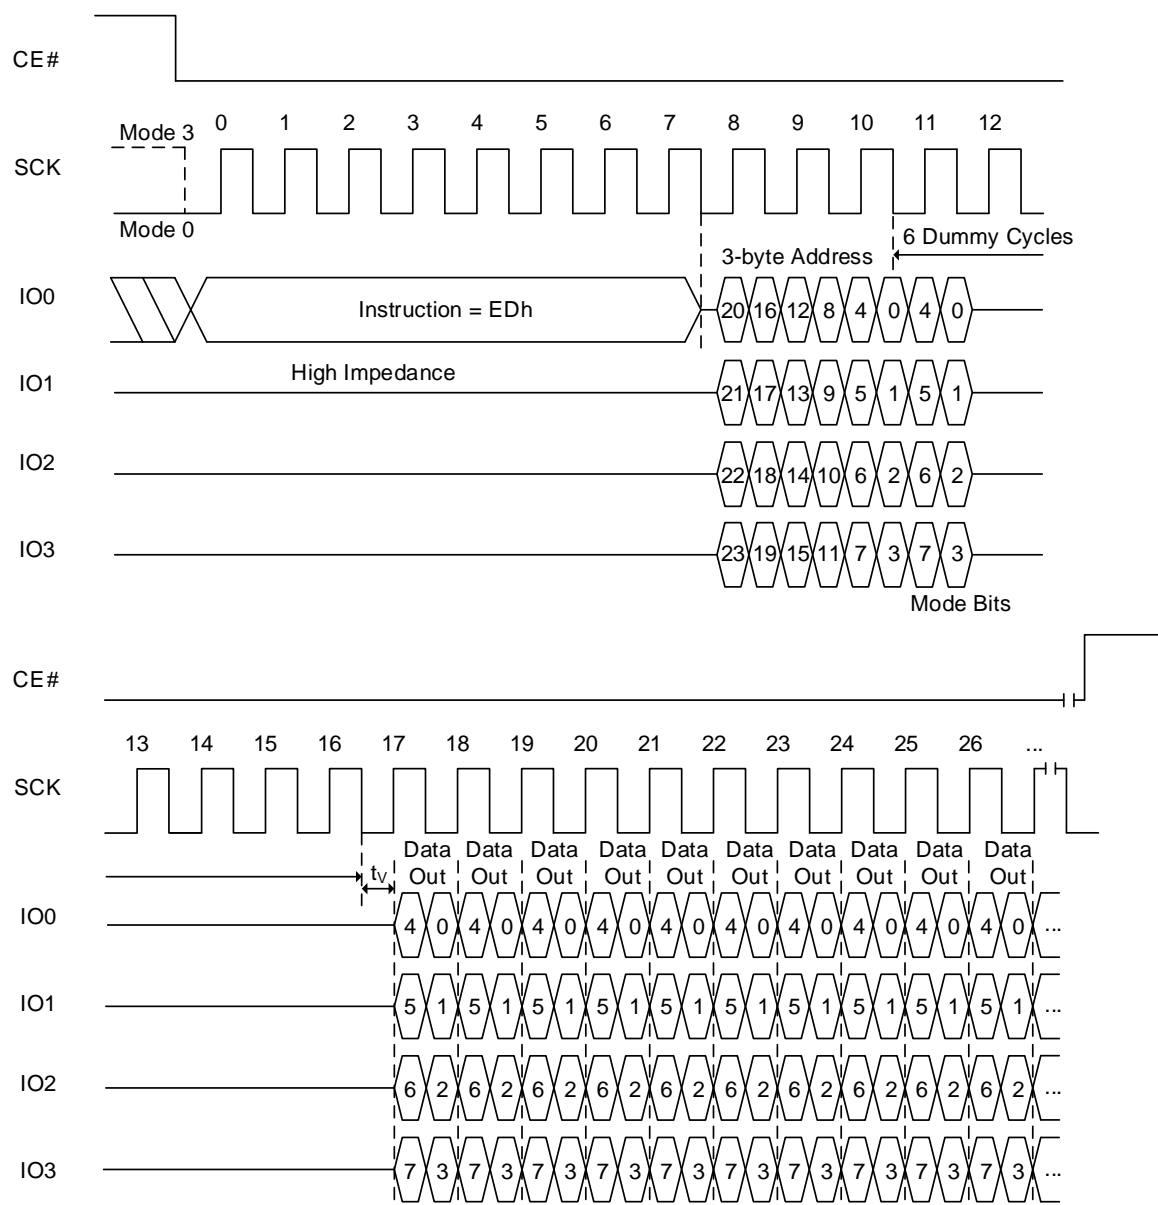 CE#
Mode 3
0 1 2 3 4 5 6 7 8 9 10 11 12
SCK
Mode 0
6 Dummy Cycles
3-byte Address
IO0
Instruction = EDh
20 16 12 8 4 0 4 0
High Impedance
IO1
21 17 13 9 5 1 5 1
IO2
22 18 14 10 6 2 6 2
IO3
23 19 15 11 7 3 7 3
Mode Bits
CE#
13 14 15 16 17 18 19 20 21 22 23 24 25 26 ...
SCK
Data Data Data Data Data Data Data Data Data Data
tV Out Out Out Out Out Out Out Out Out Out
IO0
4 0 4 0 4 0 4 0 4 0 4 0 4 0 4 0 4 0 4 0 ...
IO1
5 1 5 1 5 1 5 1 5 1 5 1 5 1 5 1 5 1 5 1 ...
IO2
6 2 6 2 6 2 6 2 6 2 6 2 6 2 6 2 6 2 6 2 ...
IO3
7 3 7 3 7 3 7 3 7 3 7 3 7 3 7 3 7 3 7 3 ...